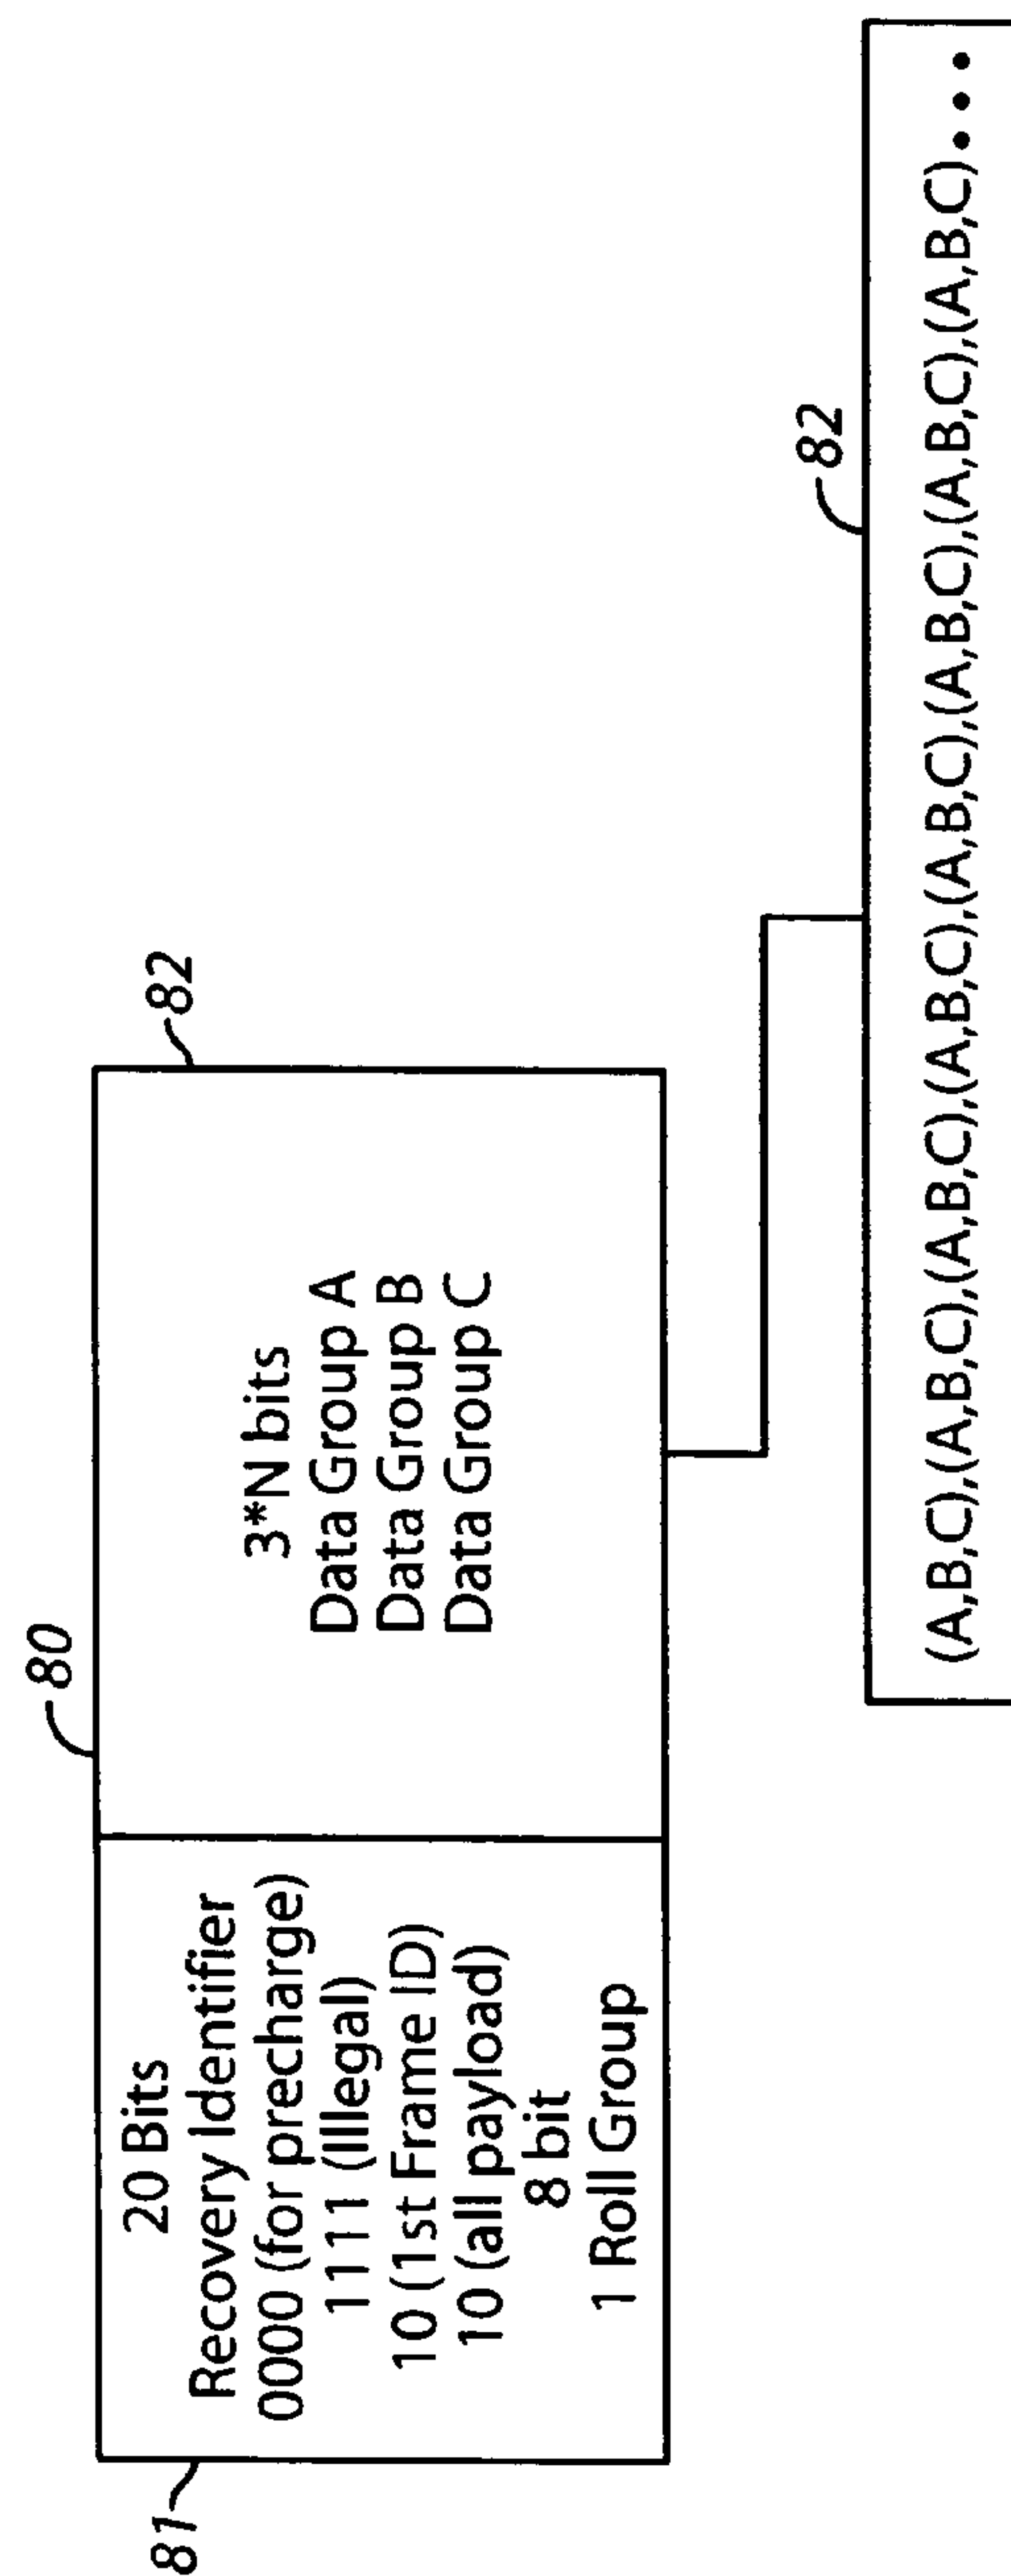 80
81
20 Bits
Recovery Identifier
0000 (for precharge)
1111 (Illegal)
10 (1st Frame ID)
10 (all payload)
8 bit
1 Roll Group
82
3*N bits
Data Group A
Data Group B
Data Group C
82
(A,B,C),(A,B,C),(A,B,C),(A,B,C),(A,B,C),(A,B,C),(A,B,C),(A,B,C)•••